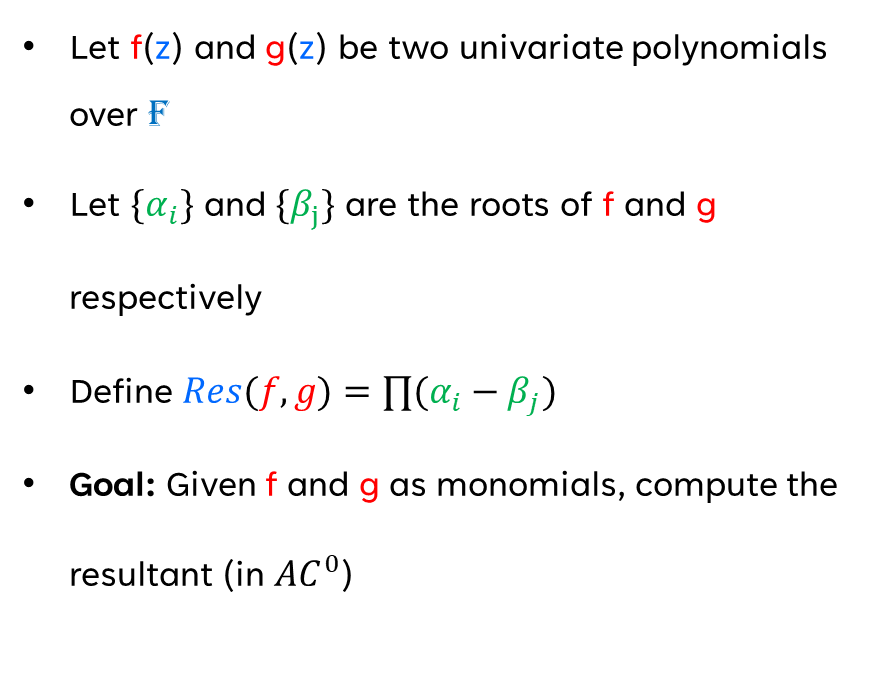 • Let f(z) and g(z) be two univariate polynomials
over 𝔽
• Let {αᵢ} and {βⱼ} are the roots of f and g
respectively
• Define Res(f, g) = ∏(αᵢ − βⱼ)
• Goal: Given f and g as monomials, compute the
resultant (in AC⁰)